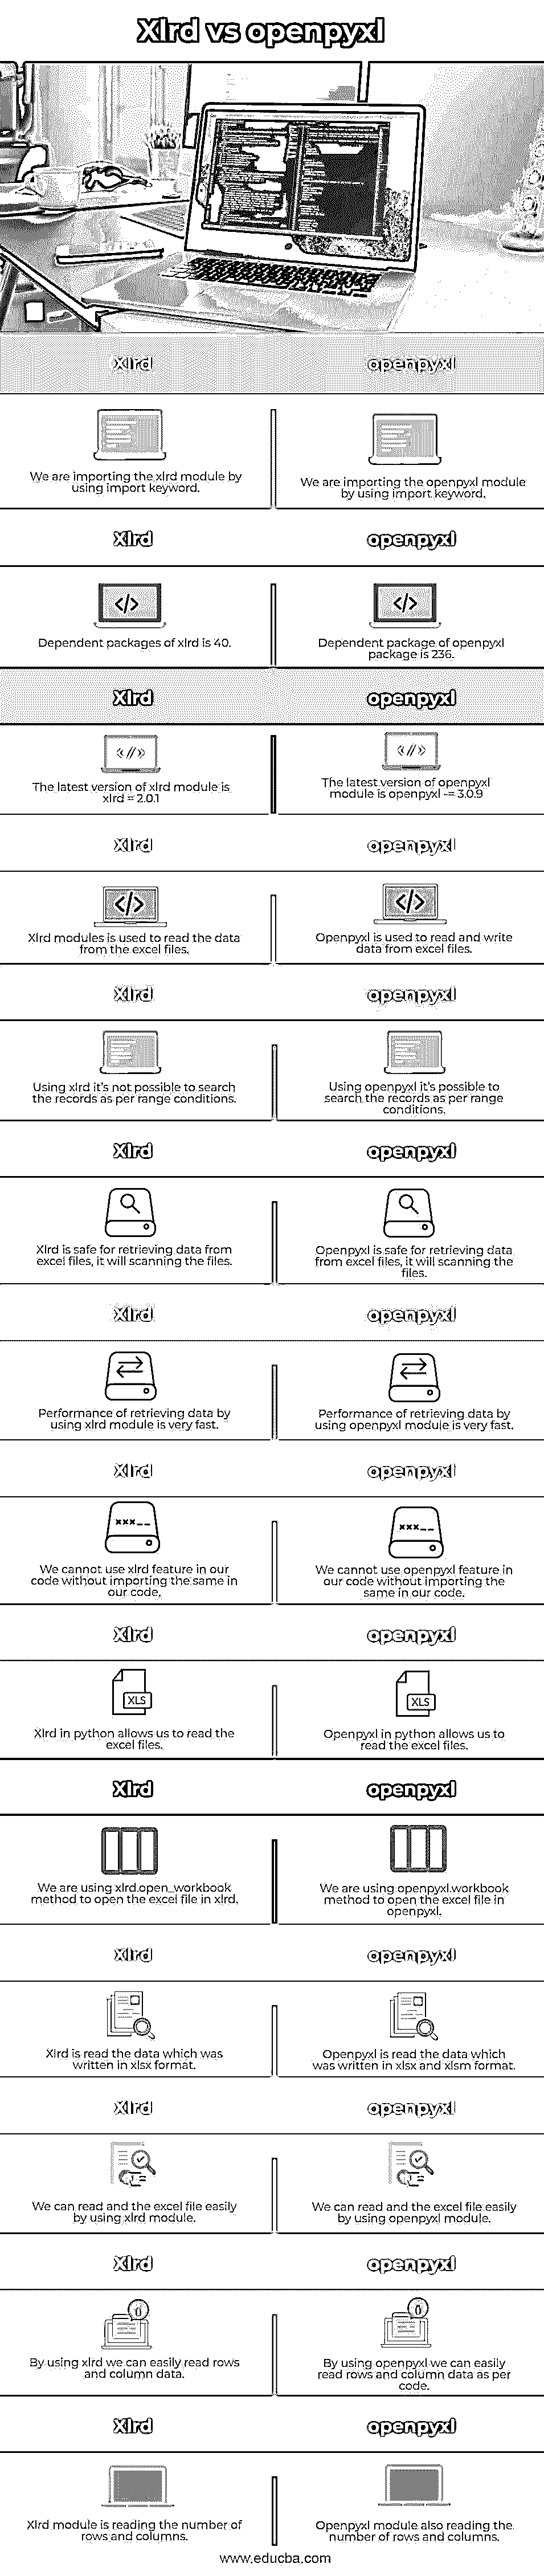 Xlrd vs openpyxl
Xlrd
openpyxl
We are importing the xlrd module by
using import keyword.
We are importing the openpyxl module
by using import keyword.
Xlrd
openpyxl
Dependent packages of xlrd is 40.
Dependent package of openpyxl
package is 236.
Xlrd
openpyxl
The latest version of xlrd module is
xlrd = 2.0.1
The latest version of openpyxl
module is openpyxl -= 3.0.9
Xlrd
openpyxl
Xlrd modules is used to read the data
from the excel files.
Openpyxl is used to read and write
data from excel files.
Xlrd
openpyxl
Using xlrd it's not possible to search
the records as per range conditions.
Using openpyxl it's possible to
search the records as per range
conditions.
Xlrd
openpyxl
Xlrd is safe for retrieving data from
excel files, it will scanning the files.
Openpyxl is safe for retrieving data
from excel files, it will scanning the
files.
Xlrd
openpyxl
Performance of retrieving data by
using xlrd module is very fast.
Performance of retrieving data by
using openpyxl module is very fast.
Xlrd
openpyxl
We cannot use xlrd feature in our
code without importing the same in
our code.
We cannot use openpyxl feature in
our code without importing the
same in our code.
Xlrd
openpyxl
XLS
XLS
Xlrd in python allows us to read the
excel files.
Openpyxl in python allows us to
read the excel files.
Xlrd
openpyxl
We are using xlrd.open_workbook
method to open the excel file in xlrd.
We are using openpyxl.workbook
method to open the excel file in
openpyxl.
Xlrd
openpyxl
Xlrd is read the data which was
written in xlsx format.
Openpyxl is read the data which
was written in xlsx and xlsm format.
Xlrd
openpyxl
We can read and the excel file easily
by using xlrd module.
We can read and the excel file easily
by using openpyxl module.
Xlrd
openpyxl
By using xlrd we can easily read rows
and column data.
By using openpyxl we can easily
read rows and column data as per
code.
Xlrd
openpyxl
Xlrd module is reading the number of
rows and columns.
Openpyxl module also reading the
number of rows and columns.
www.educba.com